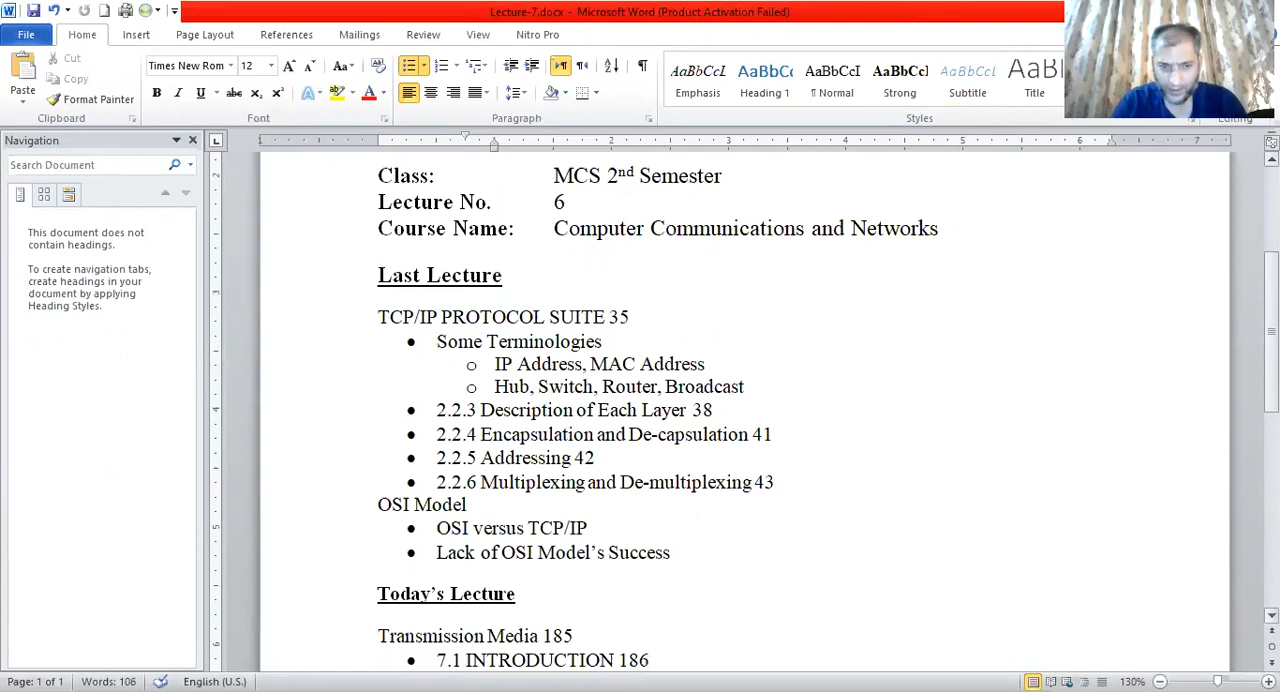 Lecture-7.docx - Microsoft Word (Product Activation Failed)
File Home Insert Page Layout References Mailings Review View Nitro Pro
Paste
Cut
Copy
Format Painter
Clipboard
Times New Rom 12
Font
Paragraph
AaBbCcI AaBbCc AaBbCcI AaBbCcl AaBbCcI AaB
Emphasis Heading 1 ¶ Normal Strong Subtitle Title
Styles
Navigation
Search Document
This document does not
contain headings.
To create navigation tabs,
create headings in your
document by applying
Heading Styles.
Class: MCS 2nd Semester
Lecture No. 6
Course Name: Computer Communications and Networks
Last Lecture
TCP/IP PROTOCOL SUITE 35
• Some Terminologies
o IP Address, MAC Address
o Hub, Switch, Router, Broadcast
• 2.2.3 Description of Each Layer 38
• 2.2.4 Encapsulation and De-capsulation 41
• 2.2.5 Addressing 42
• 2.2.6 Multiplexing and De-multiplexing 43
OSI Model
• OSI versus TCP/IP
• Lack of OSI Model's Success
Today's Lecture
Transmission Media 185
• 7.1 INTRODUCTION 186
Page: 1 of 1 Words: 106 English (U.S.) 130%